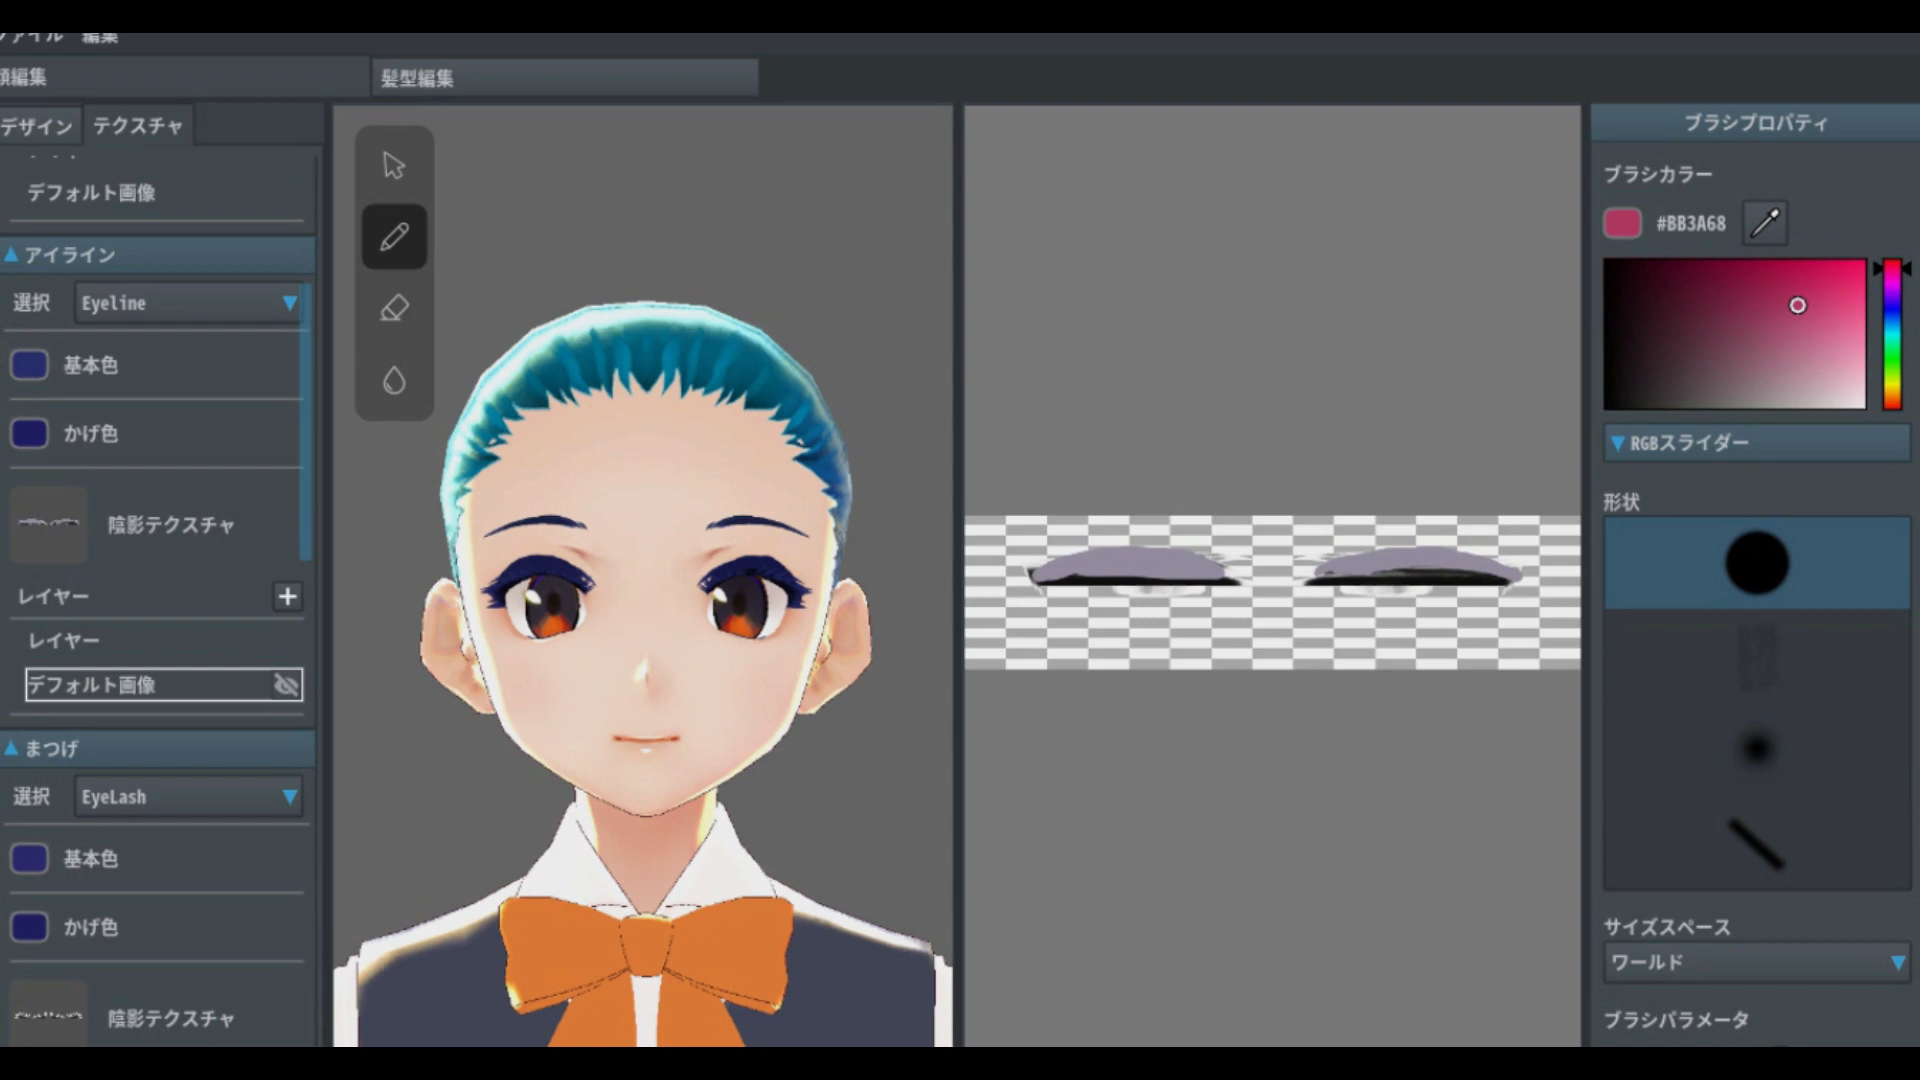 ファイル 編集
顔編集
髪型編集
デザイン
テクスチャ
デフォルト画像
アイライン
選択 Eyeline
基本色
かげ色
陰影テクスチャ
レイヤー
レイヤー
デフォルト画像
まつげ
選択 EyeLash
基本色
かげ色
陰影テクスチャ
ブラシプロパティ
ブラシカラー
#BB3A68
RGBスライダー
形状
サイズスペース
ワールド
ブラシパラメータ